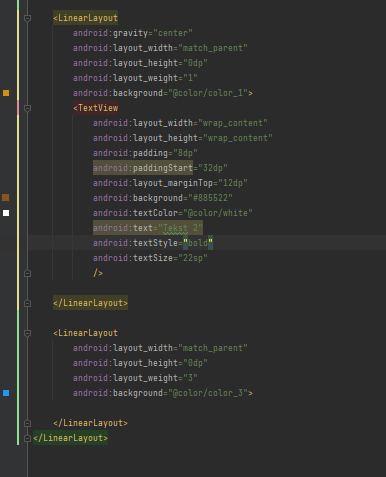 <LinearLayout
android:gravity="center"
android:layout_width="match_parent"
android:layout_height="0dp"
android:layout_weight="1"
android:background="@color/color_1">
<TextView
android:layout_width="wrap_content"
android:layout_height="wrap_content"
android:padding="8dp"
android:paddingStart="32dp"
android:layout_marginTop="12dp"
android:background="#885522"
android:textColor="@color/white"
android:text="Tekst 2"
android:textStyle="bold"
android:textSize="22sp"
/>
</LinearLayout>
<LinearLayout
android:layout_width="match_parent"
android:layout_height="0dp"
android:layout_weight="3"
android:background="@color/color_3">
</LinearLayout>
</LinearLayout>